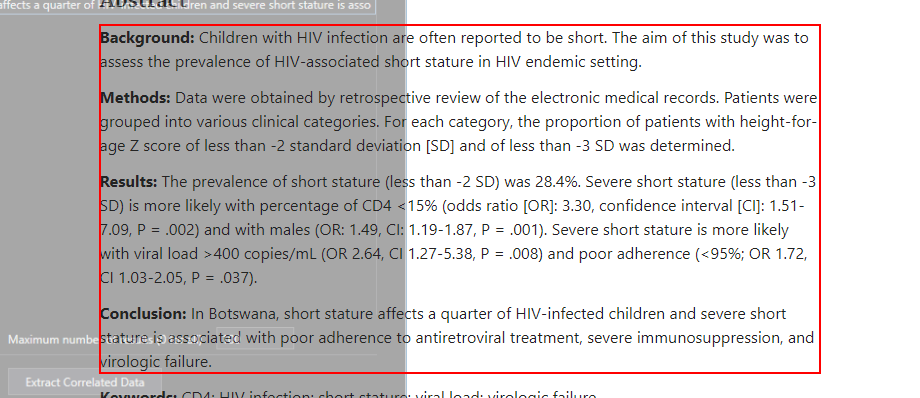 affects a quarter of HIV-infected children and severe short stature is asso
Abstract
Background: Children with HIV infection are often reported to be short. The aim of this study was to
assess the prevalence of HIV-associated short stature in HIV endemic setting.
Methods: Data were obtained by retrospective review of the electronic medical records. Patients were
grouped into various clinical categories. For each category, the proportion of patients with height-for-
age Z score of less than -2 standard deviation [SD] and of less than -3 SD was determined.
Results: The prevalence of short stature (less than -2 SD) was 28.4%. Severe short stature (less than -3
SD) is more likely with percentage of CD4 <15% (odds ratio [OR]: 3.30, confidence interval [CI]: 1.51-
7.09, P = .002) and with males (OR: 1.49, CI: 1.19-1.87, P = .001). Severe short stature is more likely
with viral load >400 copies/mL (OR 2.64, CI 1.27-5.38, P = .008) and poor adherence (<95%; OR 1.72,
CI 1.03-2.05, P = .037).
Conclusion: In Botswana, short stature affects a quarter of HIV-infected children and severe short
Maximum number
stature is associated with poor adherence to antiretroviral treatment, severe immunosuppression, and
virologic failure.
Extract Correlated Data
Keywords: CD4; HIV infection; short stature; viral load; virologic failure.